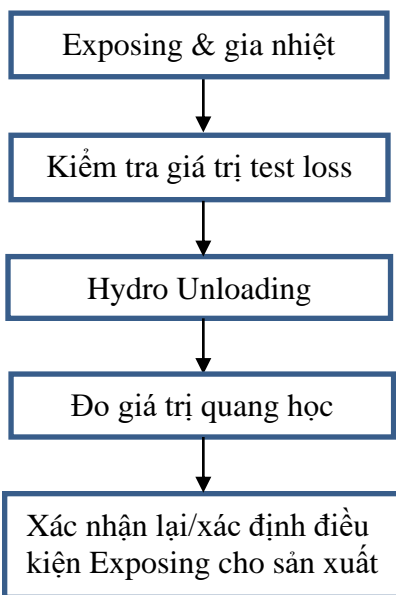 Exposing & gia nhiệt
Kiểm tra giá trị test loss
Hydro Unloading
Đo giá trị quang học
Xác nhận lại/xác định điều
kiện Exposing cho sản xuất